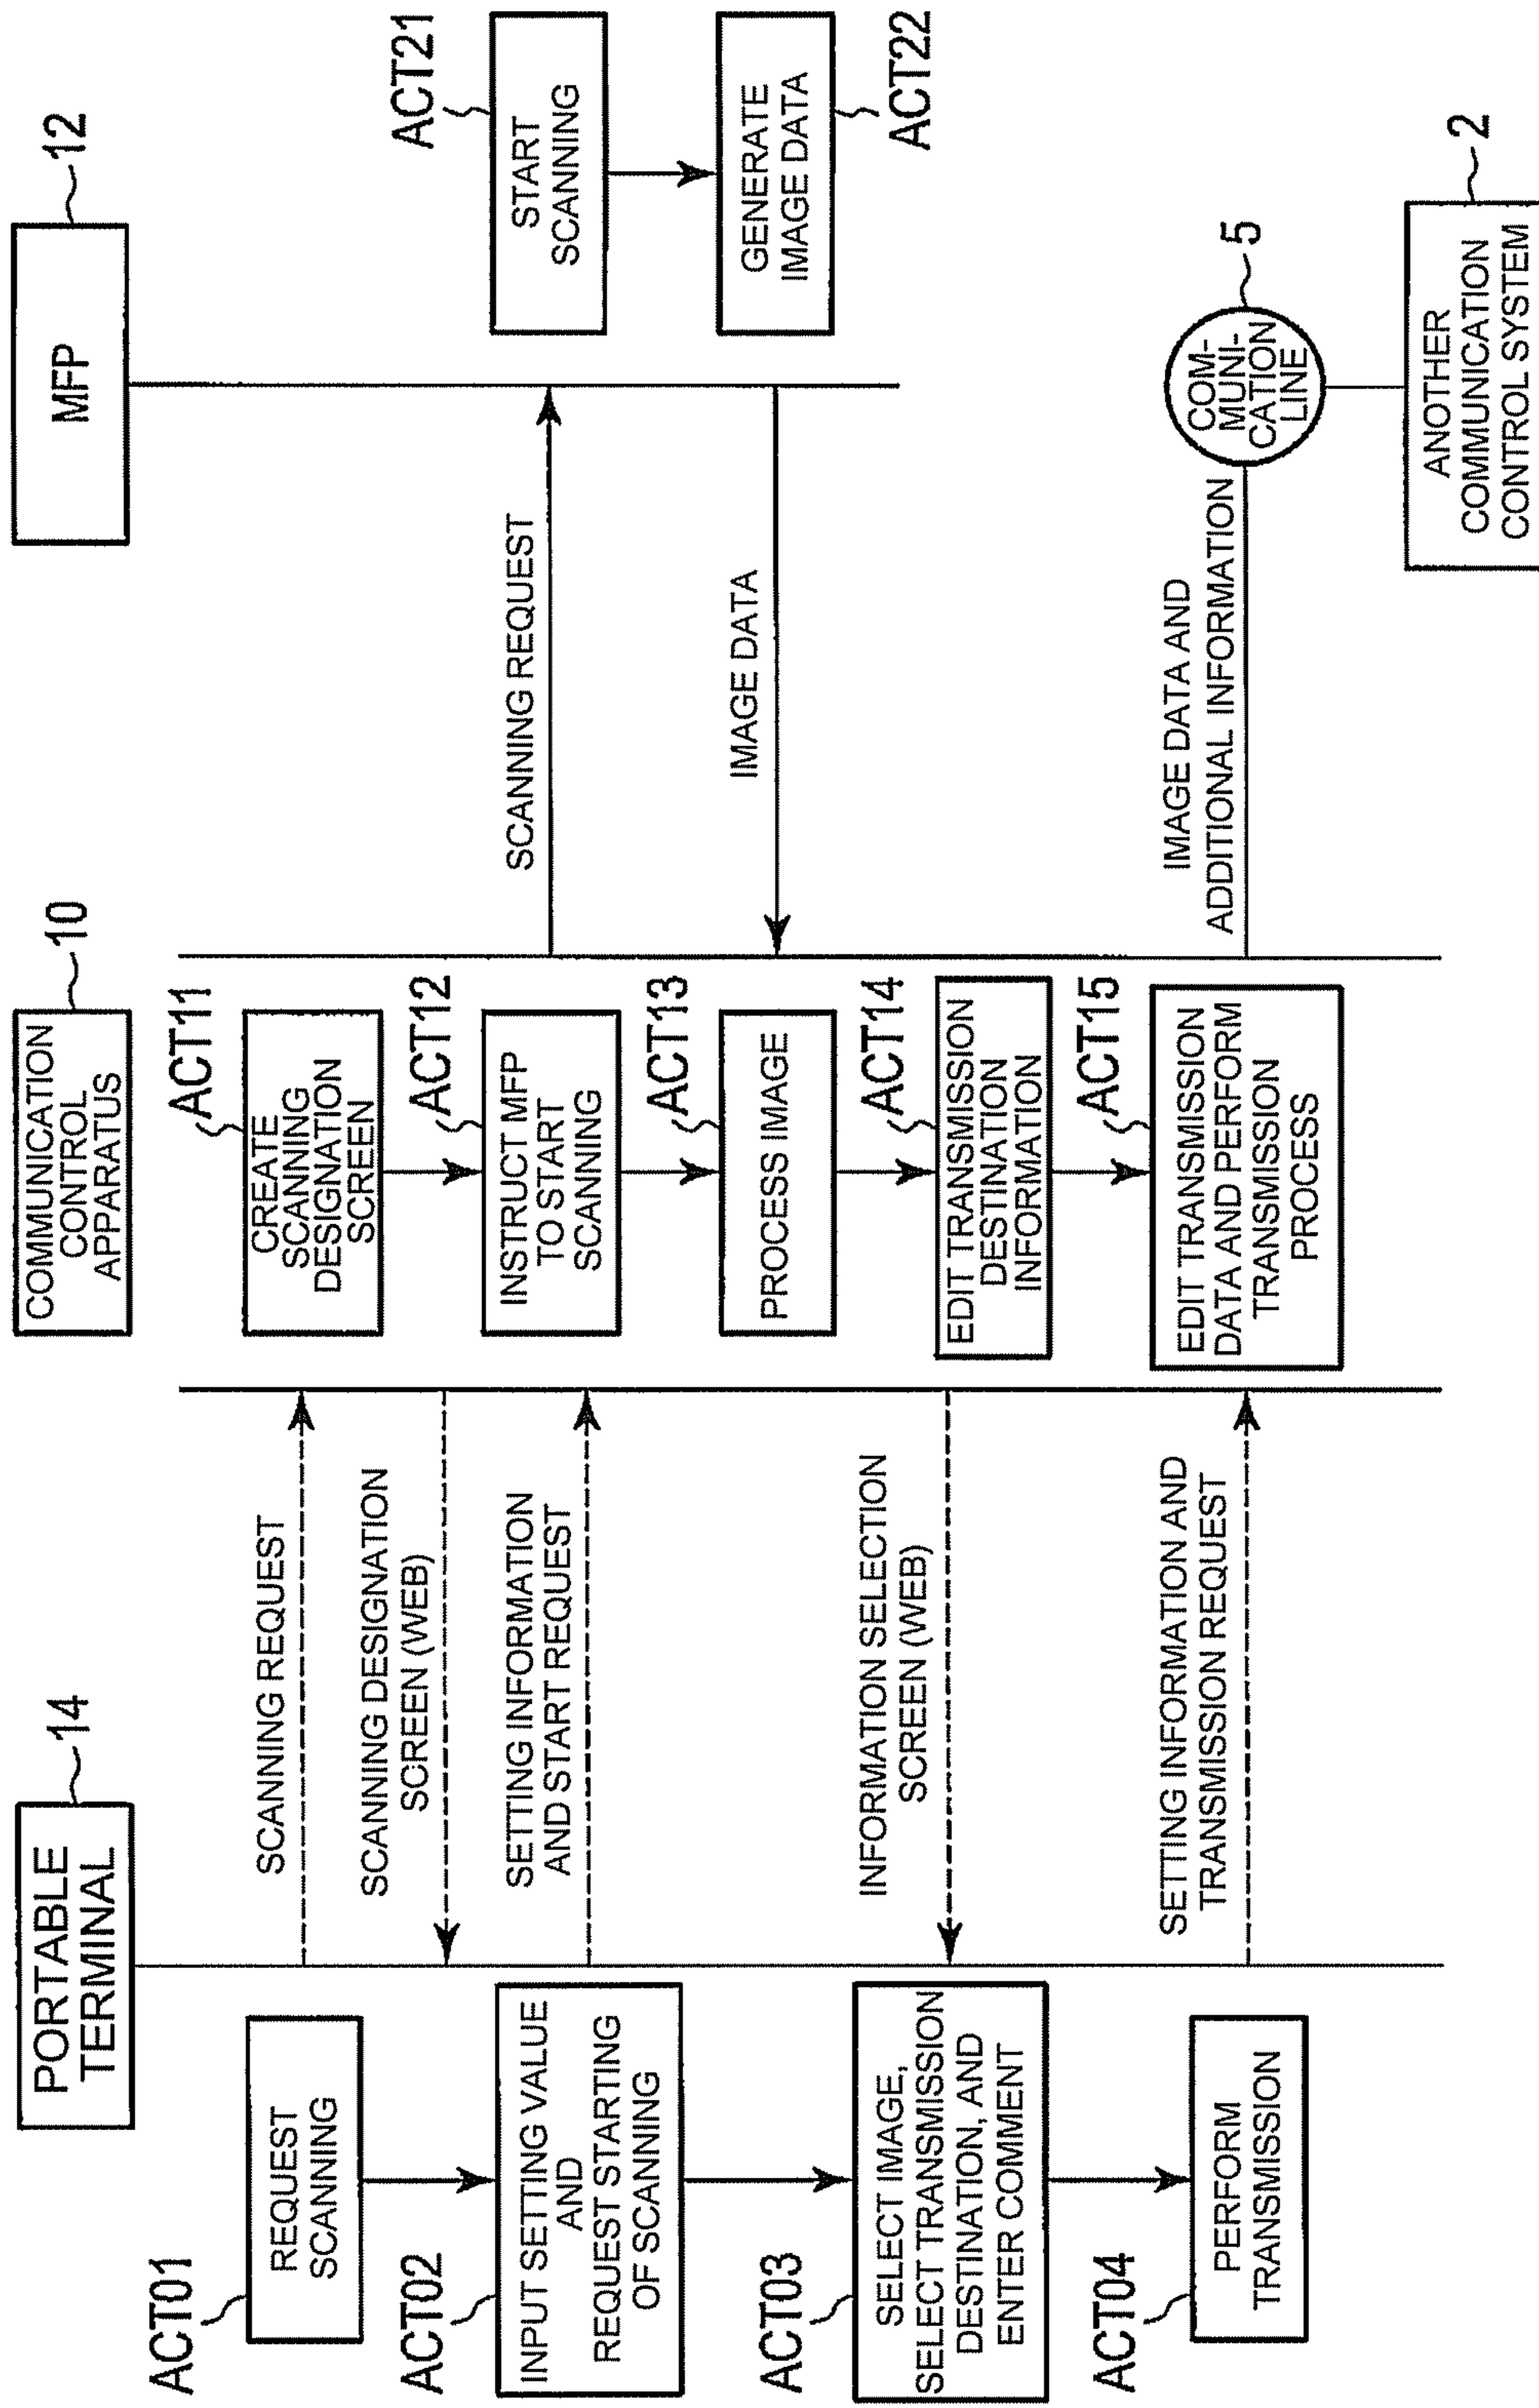 PORTABLE
TERMINAL
14
COMMUNICATION
CONTROL
APPARATUS
10
MFP
12
ACT01
REQUEST
SCANNING
SCANNING REQUEST
ACT11
CREATE
SCANNING
DESIGNATION
SCREEN
SCANNING DESIGNATION
SCREEN (WEB)
ACT02
INPUT SETTING VALUE
AND
REQUEST STARTING
OF SCANNING
SETTING INFORMATION
AND START REQUEST
ACT12
INSTRUCT MFP
TO START
SCANNING
SCANNING REQUEST
ACT21
START
SCANNING
ACT13
PROCESS IMAGE
IMAGE DATA
GENERATE
IMAGE DATA
ACT22
ACT03
SELECT IMAGE,
SELECT TRANSMISSION
DESTINATION, AND
ENTER COMMENT
INFORMATION SELECTION
SCREEN (WEB)
ACT14
EDIT TRANSMISSION
DESTINATION
INFORMATION
ACT04
PERFORM
TRANSMISSION
SETTING INFORMATION AND
TRANSMISSION REQUEST
ACT15
EDIT TRANSMISSION
DATA AND PERFORM
TRANSMISSION
PROCESS
IMAGE DATA AND
ADDITIONAL INFORMATION
COM-
MUNI-
CATION
LINE
5
ANOTHER
COMMUNICATION
CONTROL SYSTEM
2